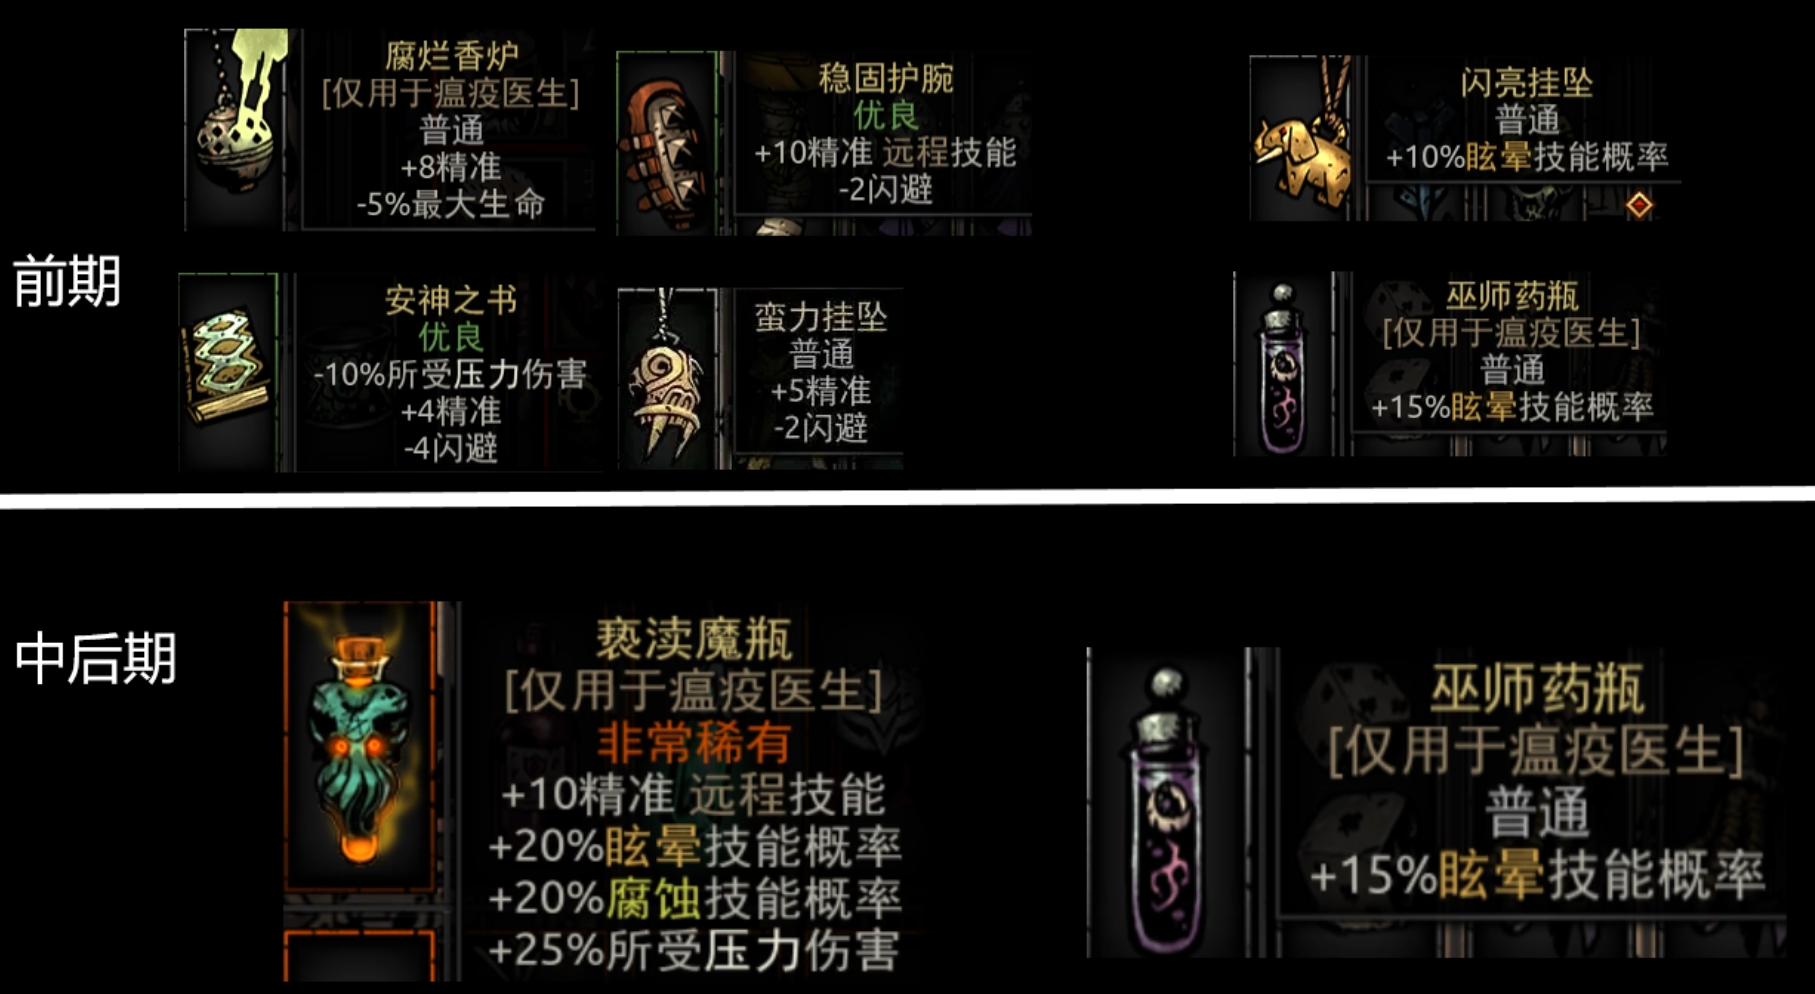 前期
腐烂香炉
[仅用于瘟疫医生]
普通
+8精准
-5%最大生命
稳固护腕
优良
+10精准 远程技能
-2闪避
闪亮挂坠
普通
+10%眩晕技能概率
安神之书
优良
-10%所受压力伤害
+4精准
-4闪避
蛮力挂坠
普通
+5精准
-2闪避
巫师药瓶
[仅用于瘟疫医生]
普通
+15%眩晕技能概率
中后期
亵渎魔瓶
[仅用于瘟疫医生]
非常稀有
+10精准 远程技能
+20%眩晕技能概率
+20%腐蚀技能概率
+25%所受压力伤害
巫师药瓶
[仅用于瘟疫医生]
普通
+15%眩晕技能概率